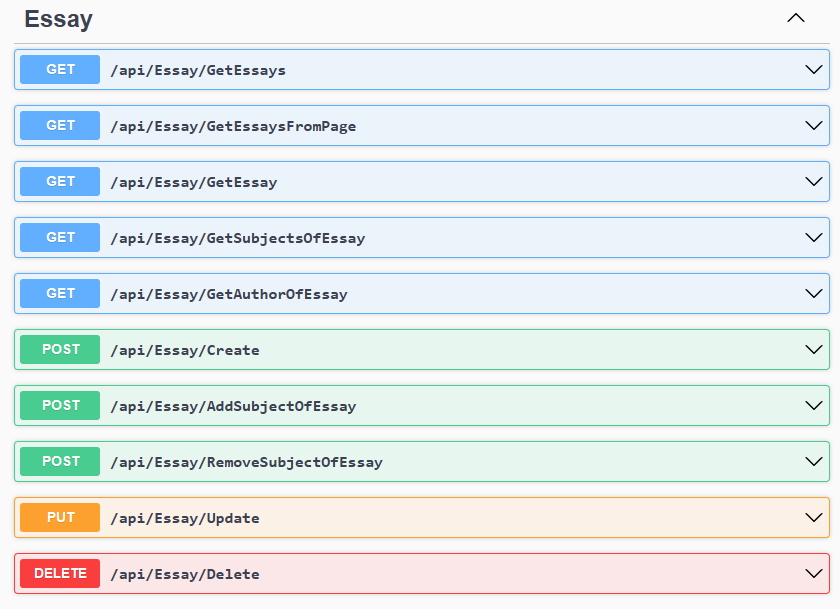 Essay
GET /api/Essay/GetEssays
GET /api/Essay/GetEssaysFromPage
GET /api/Essay/GetEssay
GET /api/Essay/GetSubjectsOfEssay
GET /api/Essay/GetAuthorOfEssay
POST /api/Essay/Create
POST /api/Essay/AddSubjectOfEssay
POST /api/Essay/RemoveSubjectOfEssay
PUT /api/Essay/Update
DELETE /api/Essay/Delete